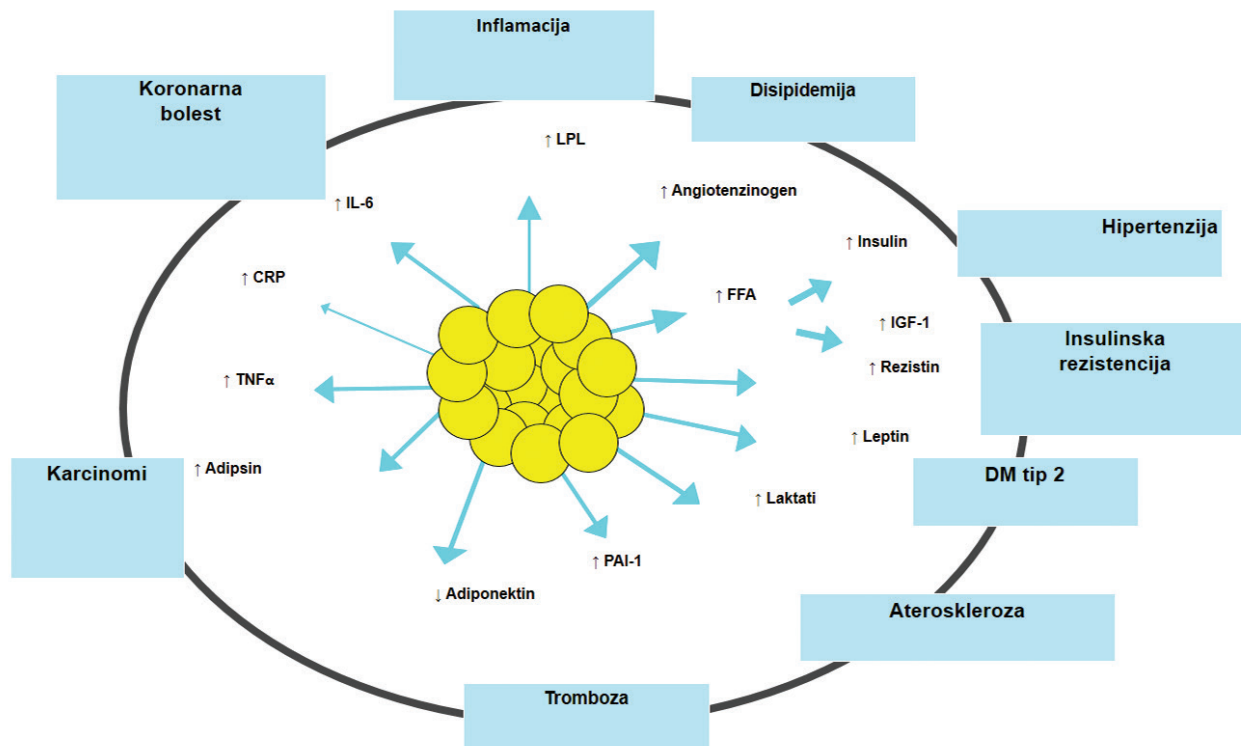 Inflamacija
Koronarna
bolest
Disipidemija
↑ LPL
↑ Angiotenzinogen
↑ IL-6
Hipertenzija
↑ Insulin
↑ CRP
↑ FFA
↑ IGF-1
Insulinska
rezistencija
↑ Rezistin
↑ TNFα
↑ Leptin
↑ Adipsin
Karcinomi
DM tip 2
↑ Laktati
↑ PAI-1
↓ Adiponektin
Ateroskleroza
Tromboza